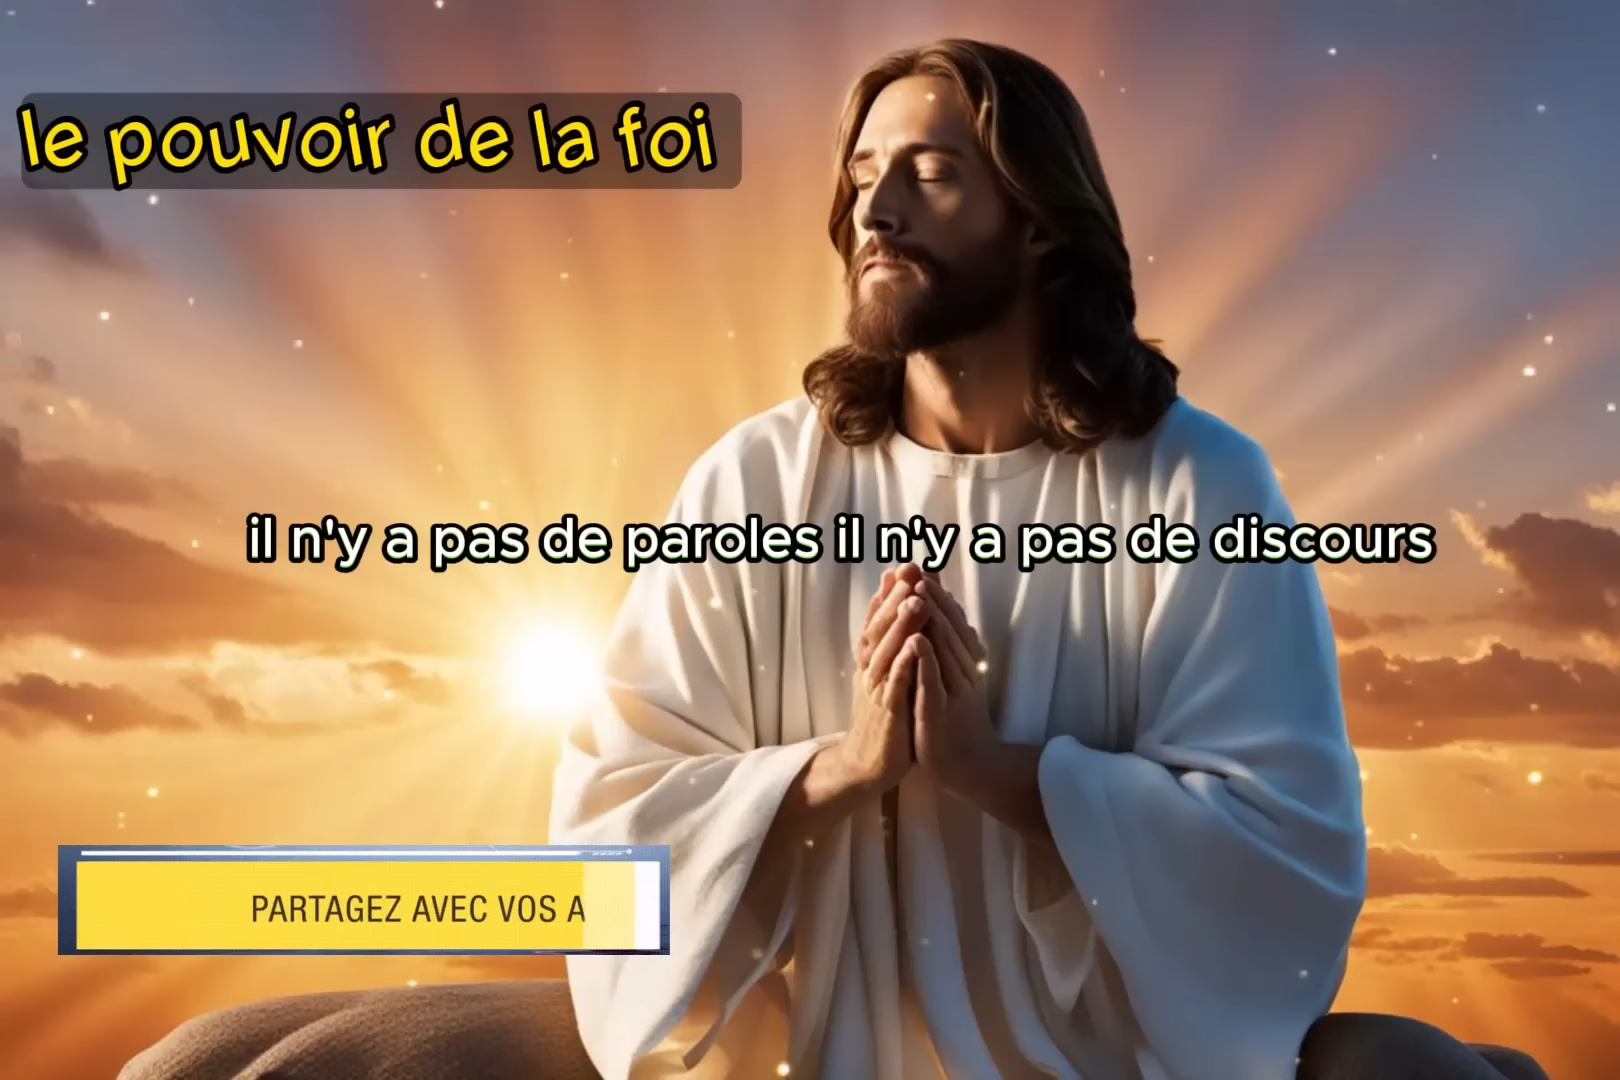 le pouvoir de la foi
il n'y a pas de paroles il n'y a pas de discours
PARTAGEZ AVEC VOS A